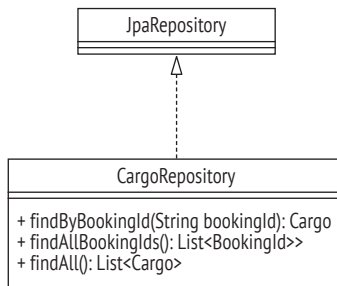 JpaRepository
CargoRepository
+ findByBookingId(String bookingId): Cargo
+ findAllBookingIds(): List<BookingId>>
+ findAll(): List<Cargo>